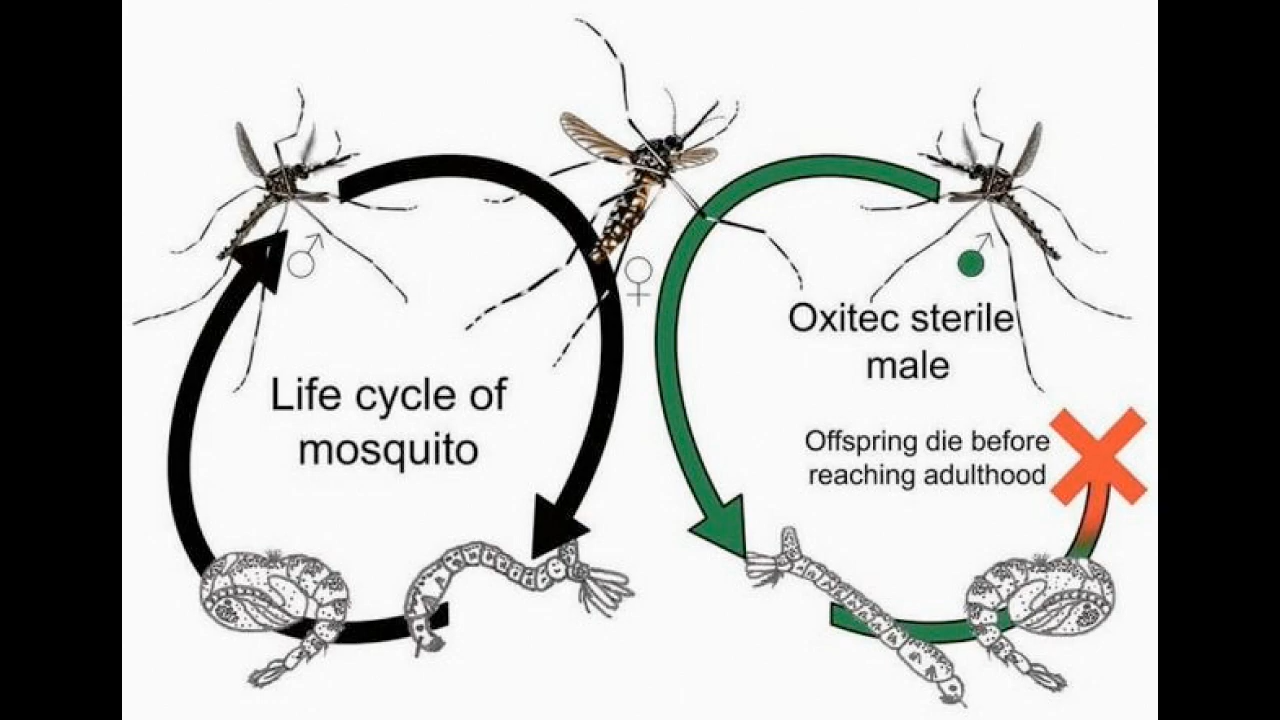 Life cycle of
mosquito
Oxitec sterile
male
Offspring die before
reaching adulthood